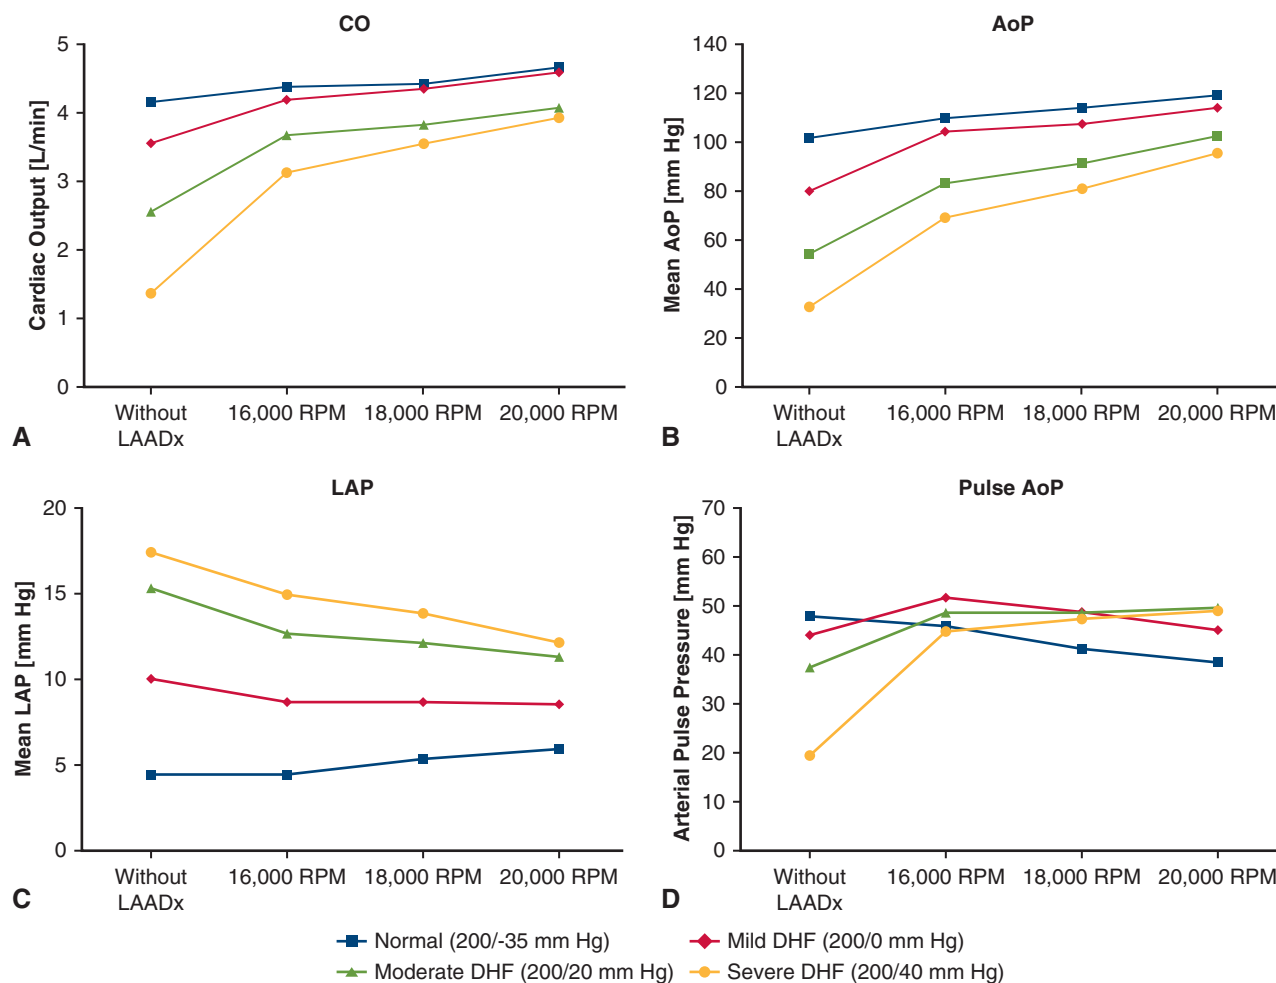 CO
Cardiac Output [L/min]
5
4
3
2
1
0
Without LAADx
16,000 RPM
18,000 RPM
20,000 RPM
A
AoP
Mean AoP [mm Hg]
140
120
100
80
60
40
20
0
Without LAADx
16,000 RPM
18,000 RPM
20,000 RPM
B
LAP
Mean LAP [mm Hg]
20
15
10
5
0
Without LAADx
16,000 RPM
18,000 RPM
20,000 RPM
C
Pulse AoP
Arterial Pulse Pressure [mm Hg]
70
60
50
40
30
20
10
0
Without LAADx
16,000 RPM
18,000 RPM
20,000 RPM
D
Normal (200/-35 mm Hg)
Mild DHF (200/0 mm Hg)
Moderate DHF (200/20 mm Hg)
Severe DHF (200/40 mm Hg)